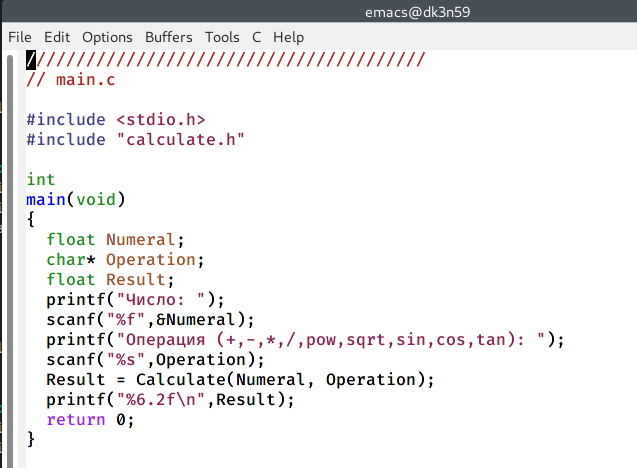 emacs@dk3n59
File Edit Options Buffers Tools C Help
////////////////////////////////////////
// main.c
#include <stdio.h>
#include "calculate.h"
int
main(void)
{
float Numeral;
char* Operation;
float Result;
printf("Число: ");
scanf("%f",&Numeral);
printf("Операция (+,-,*,/,pow,sqrt,sin,cos,tan): ");
scanf("%s",Operation);
Result = Calculate(Numeral, Operation);
printf("%6.2f\n",Result);
return 0;
}